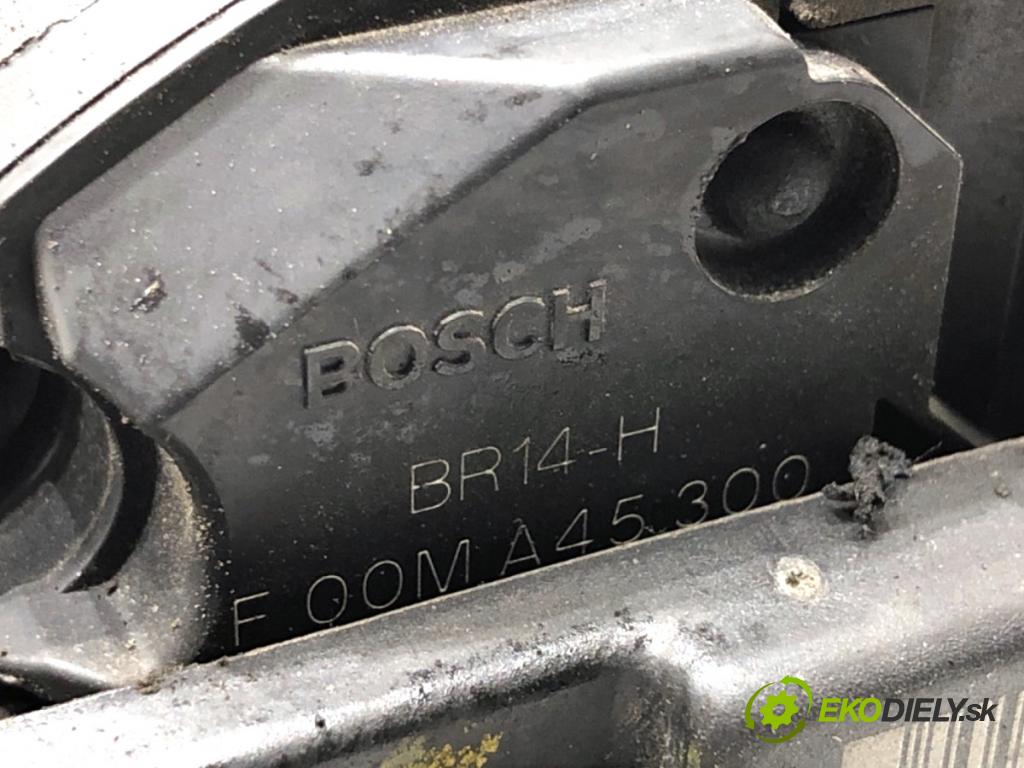 BOSCH
BR14-H
F 00M A45 300
EKODIELY.sk